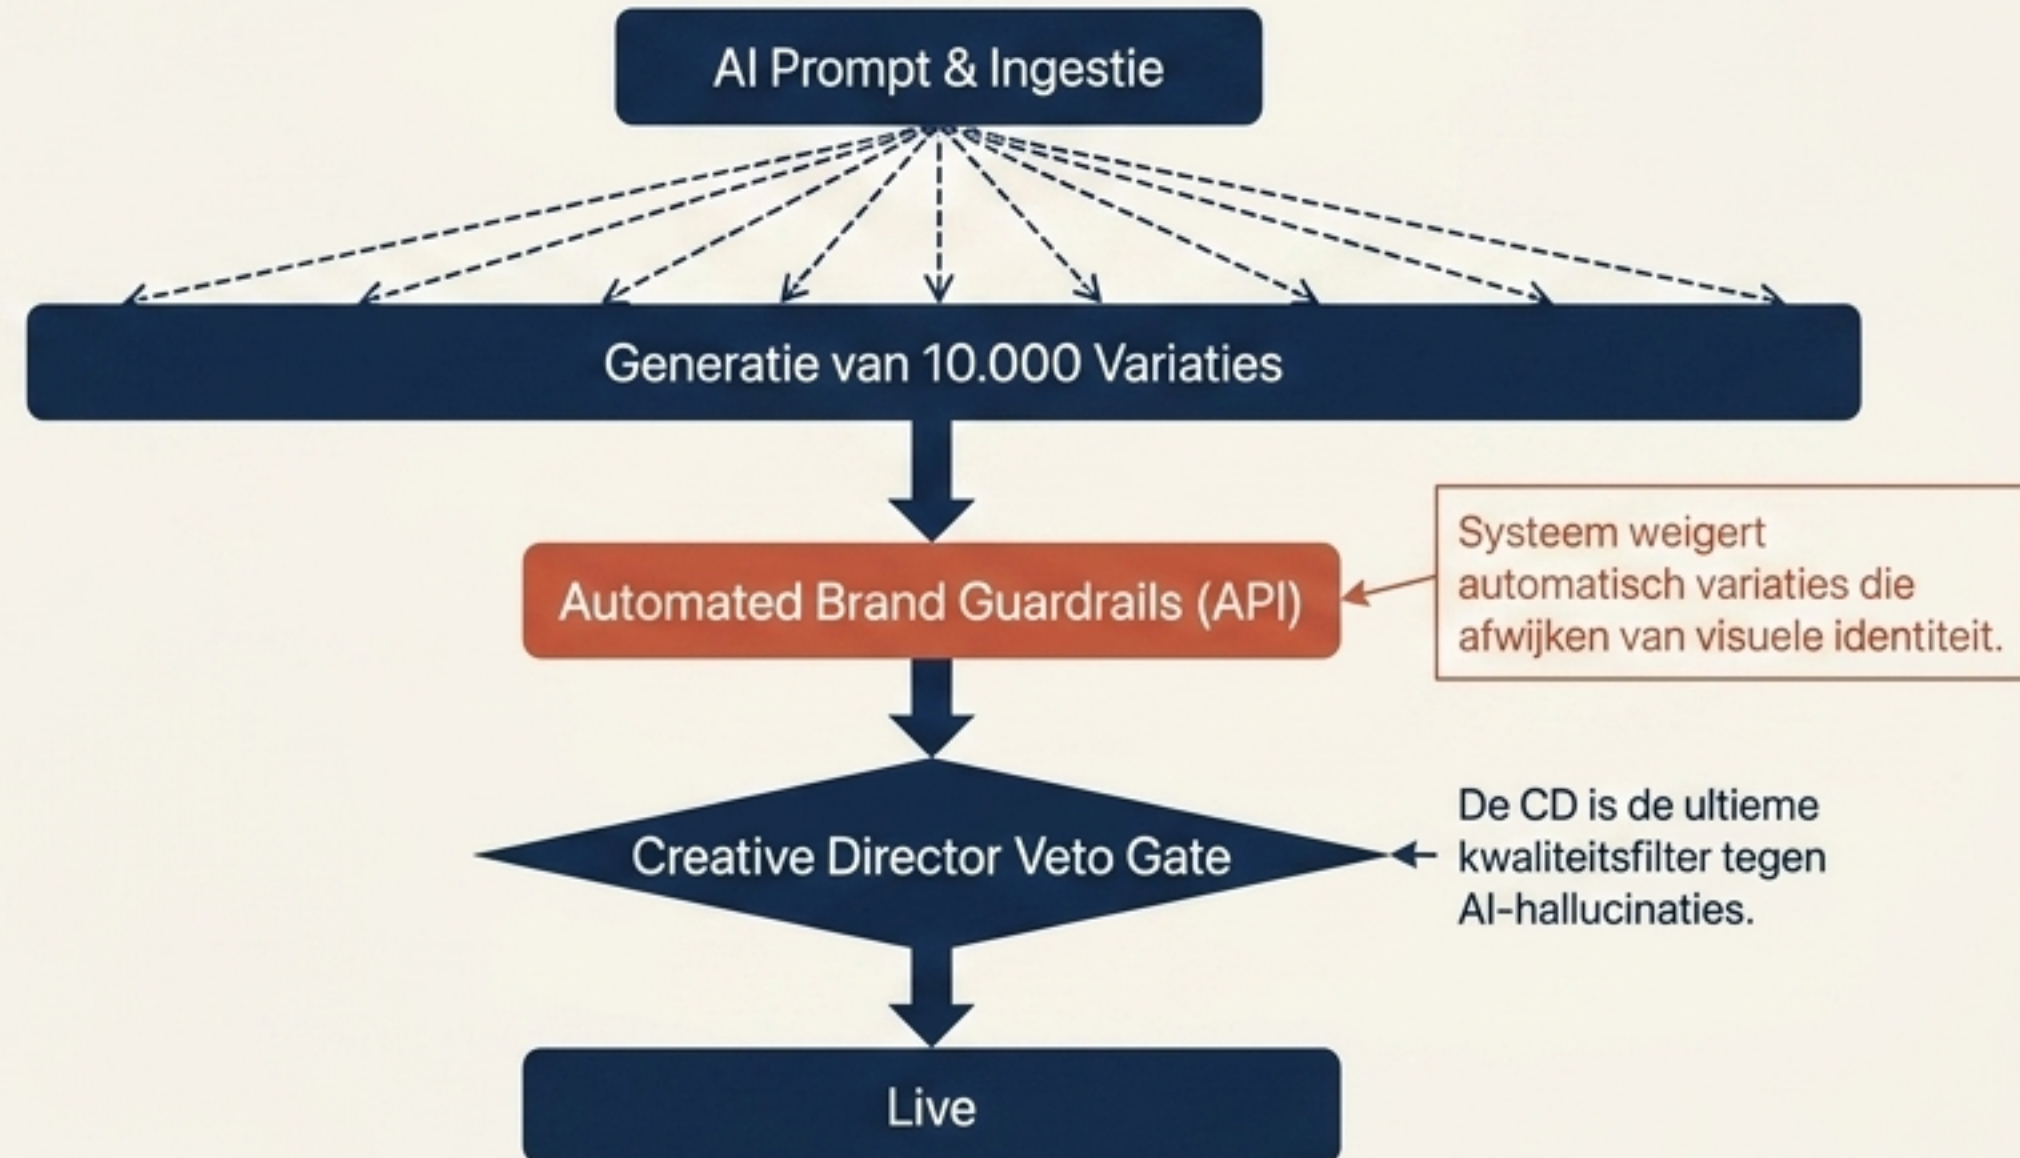 AI Prompt & Ingestie
Generatie van 10.000 Variaties
Automated Brand Guardrails (API)
Systeem weigert
automatisch variaties die
afwijken van visuele identiteit.
Creative Director Veto Gate
De CD is de ultieme
kwaliteitsfilter tegen
AI-hallucinaties.
Live